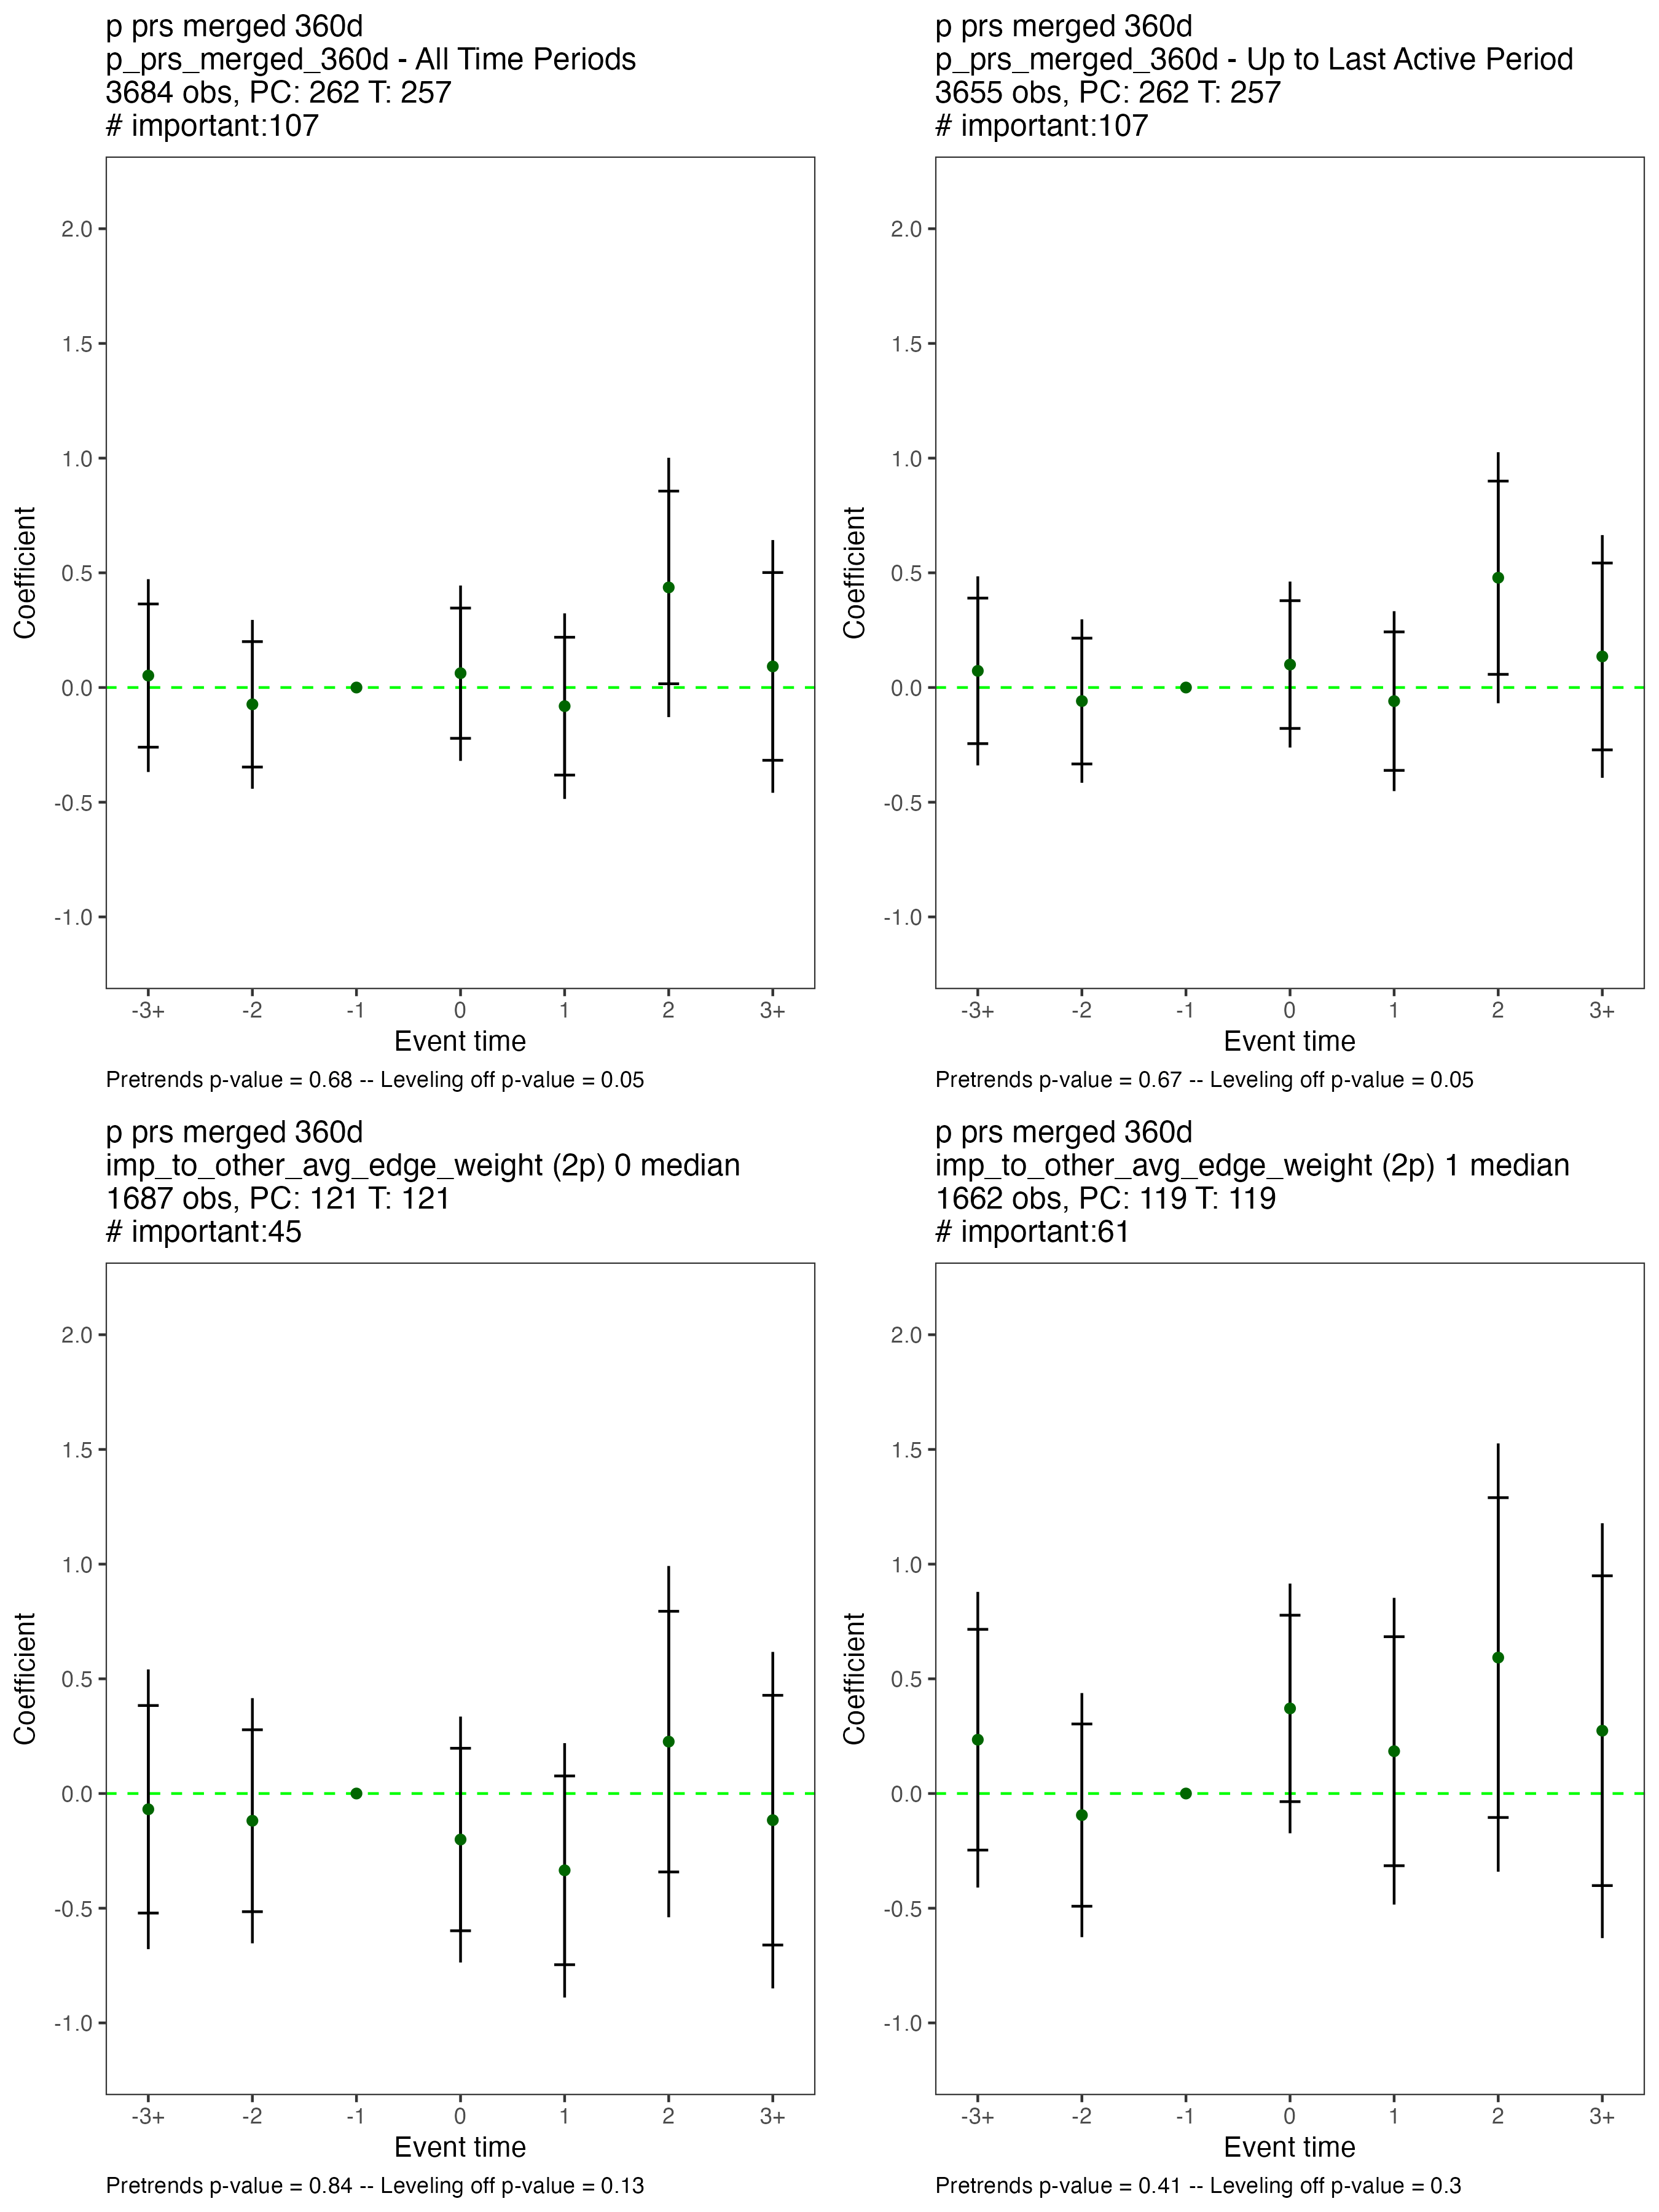 p prs merged 360d
p_prs_merged_360d - All Time Periods
3684 obs, PC: 262 T: 257
# important:107
2.0
1.5
1.0
0.5
0.0
-0.5
-1.0
Coefficient
-3+ -2 -1 0 1 2 3+
Event time
Pretrends p-value = 0.68 -- Leveling off p-value = 0.05
p prs merged 360d
p_prs_merged_360d - Up to Last Active Period
3655 obs, PC: 262 T: 257
# important:107
2.0
1.5
1.0
0.5
0.0
-0.5
-1.0
Coefficient
-3+ -2 -1 0 1 2 3+
Event time
Pretrends p-value = 0.67 -- Leveling off p-value = 0.05
p prs merged 360d
imp_to_other_avg_edge_weight (2p) 0 median
1687 obs, PC: 121 T: 121
# important:45
2.0
1.5
1.0
0.5
0.0
-0.5
-1.0
Coefficient
-3+ -2 -1 0 1 2 3+
Event time
Pretrends p-value = 0.84 -- Leveling off p-value = 0.13
p prs merged 360d
imp_to_other_avg_edge_weight (2p) 1 median
1662 obs, PC: 119 T: 119
# important:61
2.0
1.5
1.0
0.5
0.0
-0.5
-1.0
Coefficient
-3+ -2 -1 0 1 2 3+
Event time
Pretrends p-value = 0.41 -- Leveling off p-value = 0.3